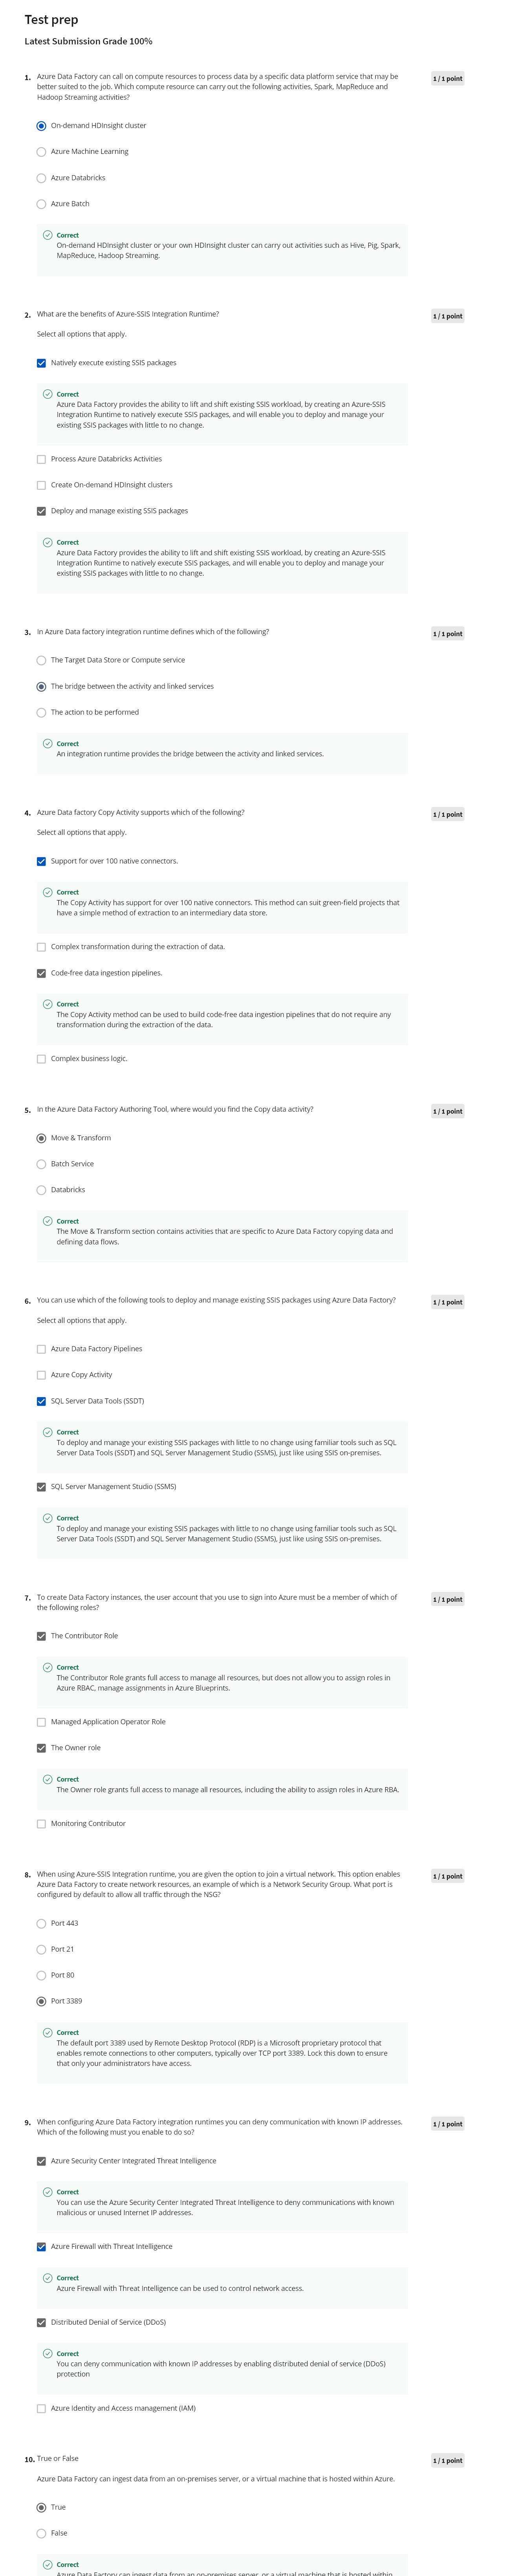 Test prep
Latest Submission Grade 100%
1. Azure Data Factory can call on compute resources to process data by a specific data platform service that may be
better suited to the job. Which compute resource can carry out the following activities, Spark, MapReduce and
Hadoop Streaming activities?
1 / 1 point
On-demand HDInsight cluster
Azure Machine Learning
Azure Databricks
Azure Batch
Correct
On-demand HDInsight cluster or your own HDInsight cluster can carry out activities such as Hive, Pig, Spark,
MapReduce, Hadoop Streaming.
2. What are the benefits of Azure-SSIS Integration Runtime?
1 / 1 point
Select all options that apply.
Natively execute existing SSIS packages
Correct
Azure Data Factory provides the ability to lift and shift existing SSIS workload, by creating an Azure-SSIS
Integration Runtime to natively execute SSIS packages, and will enable you to deploy and manage your
existing SSIS packages with little to no change.
Process Azure Databricks Activities
Create On-demand HDInsight clusters
Deploy and manage existing SSIS packages
Correct
Azure Data Factory provides the ability to lift and shift existing SSIS workload, by creating an Azure-SSIS
Integration Runtime to natively execute SSIS packages, and will enable you to deploy and manage your
existing SSIS packages with little to no change.
3. In Azure Data factory integration runtime defines which of the following?
1 / 1 point
The Target Data Store or Compute service
The bridge between the activity and linked services
The action to be performed
Correct
An integration runtime provides the bridge between the activity and linked services.
4. Azure Data factory Copy Activity supports which of the following?
1 / 1 point
Select all options that apply.
Support for over 100 native connectors.
Correct
The Copy Activity has support for over 100 native connectors. This method can suit green-field projects that
have a simple method of extraction to an intermediary data store.
Complex transformation during the extraction of data.
Code-free data ingestion pipelines.
Correct
The Copy Activity method can be used to build code-free data ingestion pipelines that do not require any
transformation during the extraction of the data.
Complex business logic.
5. In the Azure Data Factory Authoring Tool, where would you find the Copy data activity?
1 / 1 point
Move & Transform
Batch Service
Databricks
Correct
The Move & Transform section contains activities that are specific to Azure Data Factory copying data and
defining data flows.
6. You can use which of the following tools to deploy and manage existing SSIS packages using Azure Data Factory?
1 / 1 point
Select all options that apply.
Azure Data Factory Pipelines
Azure Copy Activity
SQL Server Data Tools (SSDT)
Correct
To deploy and manage your existing SSIS packages with little to no change using familiar tools such as SQL
Server Data Tools (SSDT) and SQL Server Management Studio (SSMS), just like using SSIS on-premises.
SQL Server Management Studio (SSMS)
Correct
To deploy and manage your existing SSIS packages with little to no change using familiar tools such as SQL
Server Data Tools (SSDT) and SQL Server Management Studio (SSMS), just like using SSIS on-premises.
7. To create Data Factory instances, the user account that you use to sign into Azure must be a member of which of
the following roles?
1 / 1 point
The Contributor Role
Correct
The Contributor Role grants full access to manage all resources, but does not allow you to assign roles in
Azure RBAC, manage assignments in Azure Blueprints.
Managed Application Operator Role
The Owner role
Correct
The Owner role grants full access to manage all resources, including the ability to assign roles in Azure RBA.
Monitoring Contributor
8. When using Azure-SSIS Integration runtime, you are given the option to join a virtual network. This option enables
Azure Data Factory to create network resources, an example of which is a Network Security Group. What port is
configured by default to allow all traffic through the NSG?
1 / 1 point
Port 443
Port 21
Port 80
Port 3389
Correct
The default port 3389 used by Remote Desktop Protocol (RDP) is a Microsoft proprietary protocol that
enables remote connections to other computers, typically over TCP port 3389. Lock this down to ensure
that only your administrators have access.
9. When configuring Azure Data Factory integration runtimes you can deny communication with known IP addresses.
Which of the following must you enable to do so?
1 / 1 point
Azure Security Center Integrated Threat Intelligence
Correct
You can use the Azure Security Center Integrated Threat Intelligence to deny communications with known
malicious or unused Internet IP addresses.
Azure Firewall with Threat Intelligence
Correct
Azure Firewall with Threat Intelligence can be used to control network access.
Distributed Denial of Service (DDoS)
Correct
You can deny communication with known IP addresses by enabling distributed denial of service (DDoS)
protection
Azure Identity and Access management (IAM)
10. True or False
1 / 1 point
Azure Data Factory can ingest data from an on-premises server, or a virtual machine that is hosted within Azure.
True
False
Correct
Azure Data Factory can ingest data from an on-premises server, or a virtual machine that is hosted within